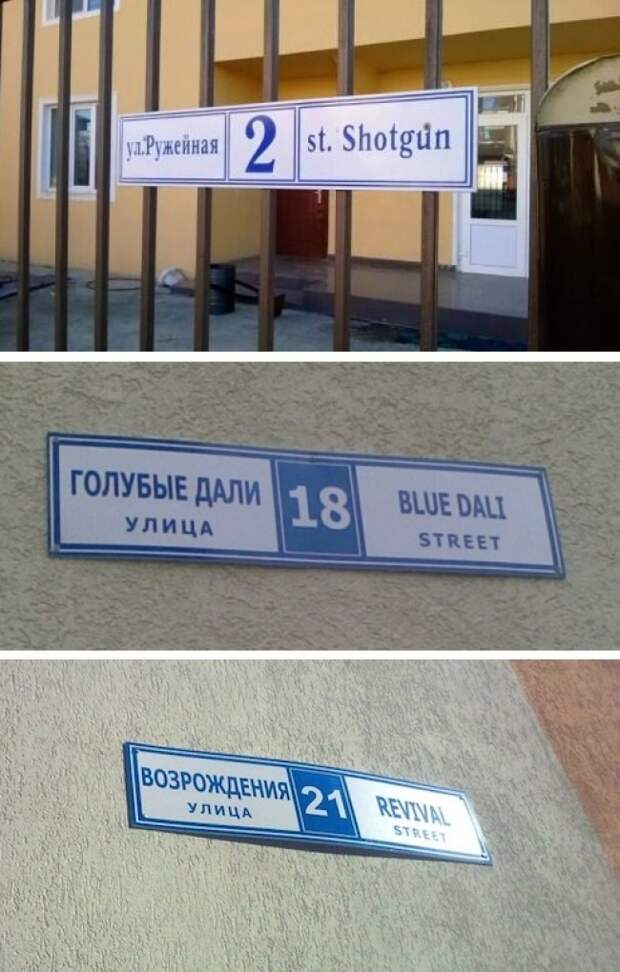 ул.Ружейная 2 st. Shotgun
ГОЛУБЫЕ ДАЛИ 18 BLUE DALI
УЛИЦА STREET
ВОЗРОЖДЕНИЯ 21 REVIVAL
УЛИЦА STREET